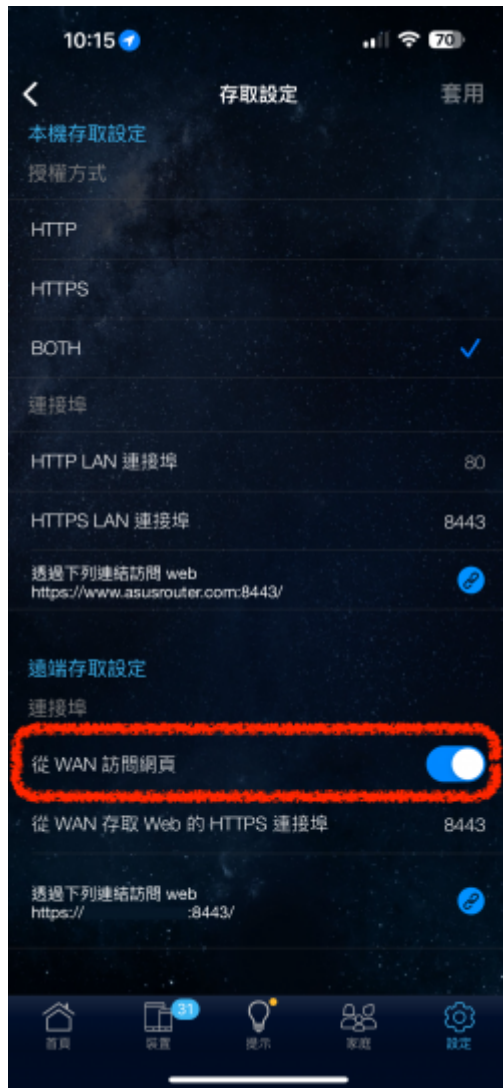 10:15
70
存取設定
套用
本機存取設定
授權方式
HTTP
HTTPS
BOTH
連接埠
HTTP LAN 連接埠
80
HTTPS LAN 連接埠
8443
透過下列連結訪問 web
https://www.asusrouter.com:8443/
遠端存取設定
連接埠
從 WAN 訪問網頁
從 WAN 存取 Web 的 HTTPS 連接埠
8443
透過下列連結訪問 web
https:// :8443/
31
首頁
裝置
提示
家庭
設定